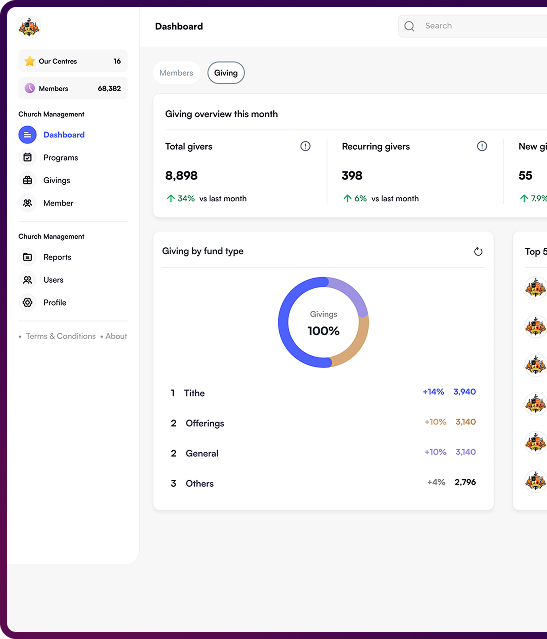 Dashboard
Search
Our Centres 16
Members 68,382
Church Management
Dashboard
Programs
Givings
Member
Church Management
Reports
Users
Profile
• Terms & Conditions • About
Members Giving
Giving overview this month
Total givers
8,898
34% vs last month
Recurring givers
398
6% vs last month
New gi
55
7.9%
Giving by fund type
Givings
100%
1 Tithe +14% 3,940
2 Offerings +10% 3,140
2 General +10% 3,140
3 Others +4% 2,796
Top 5